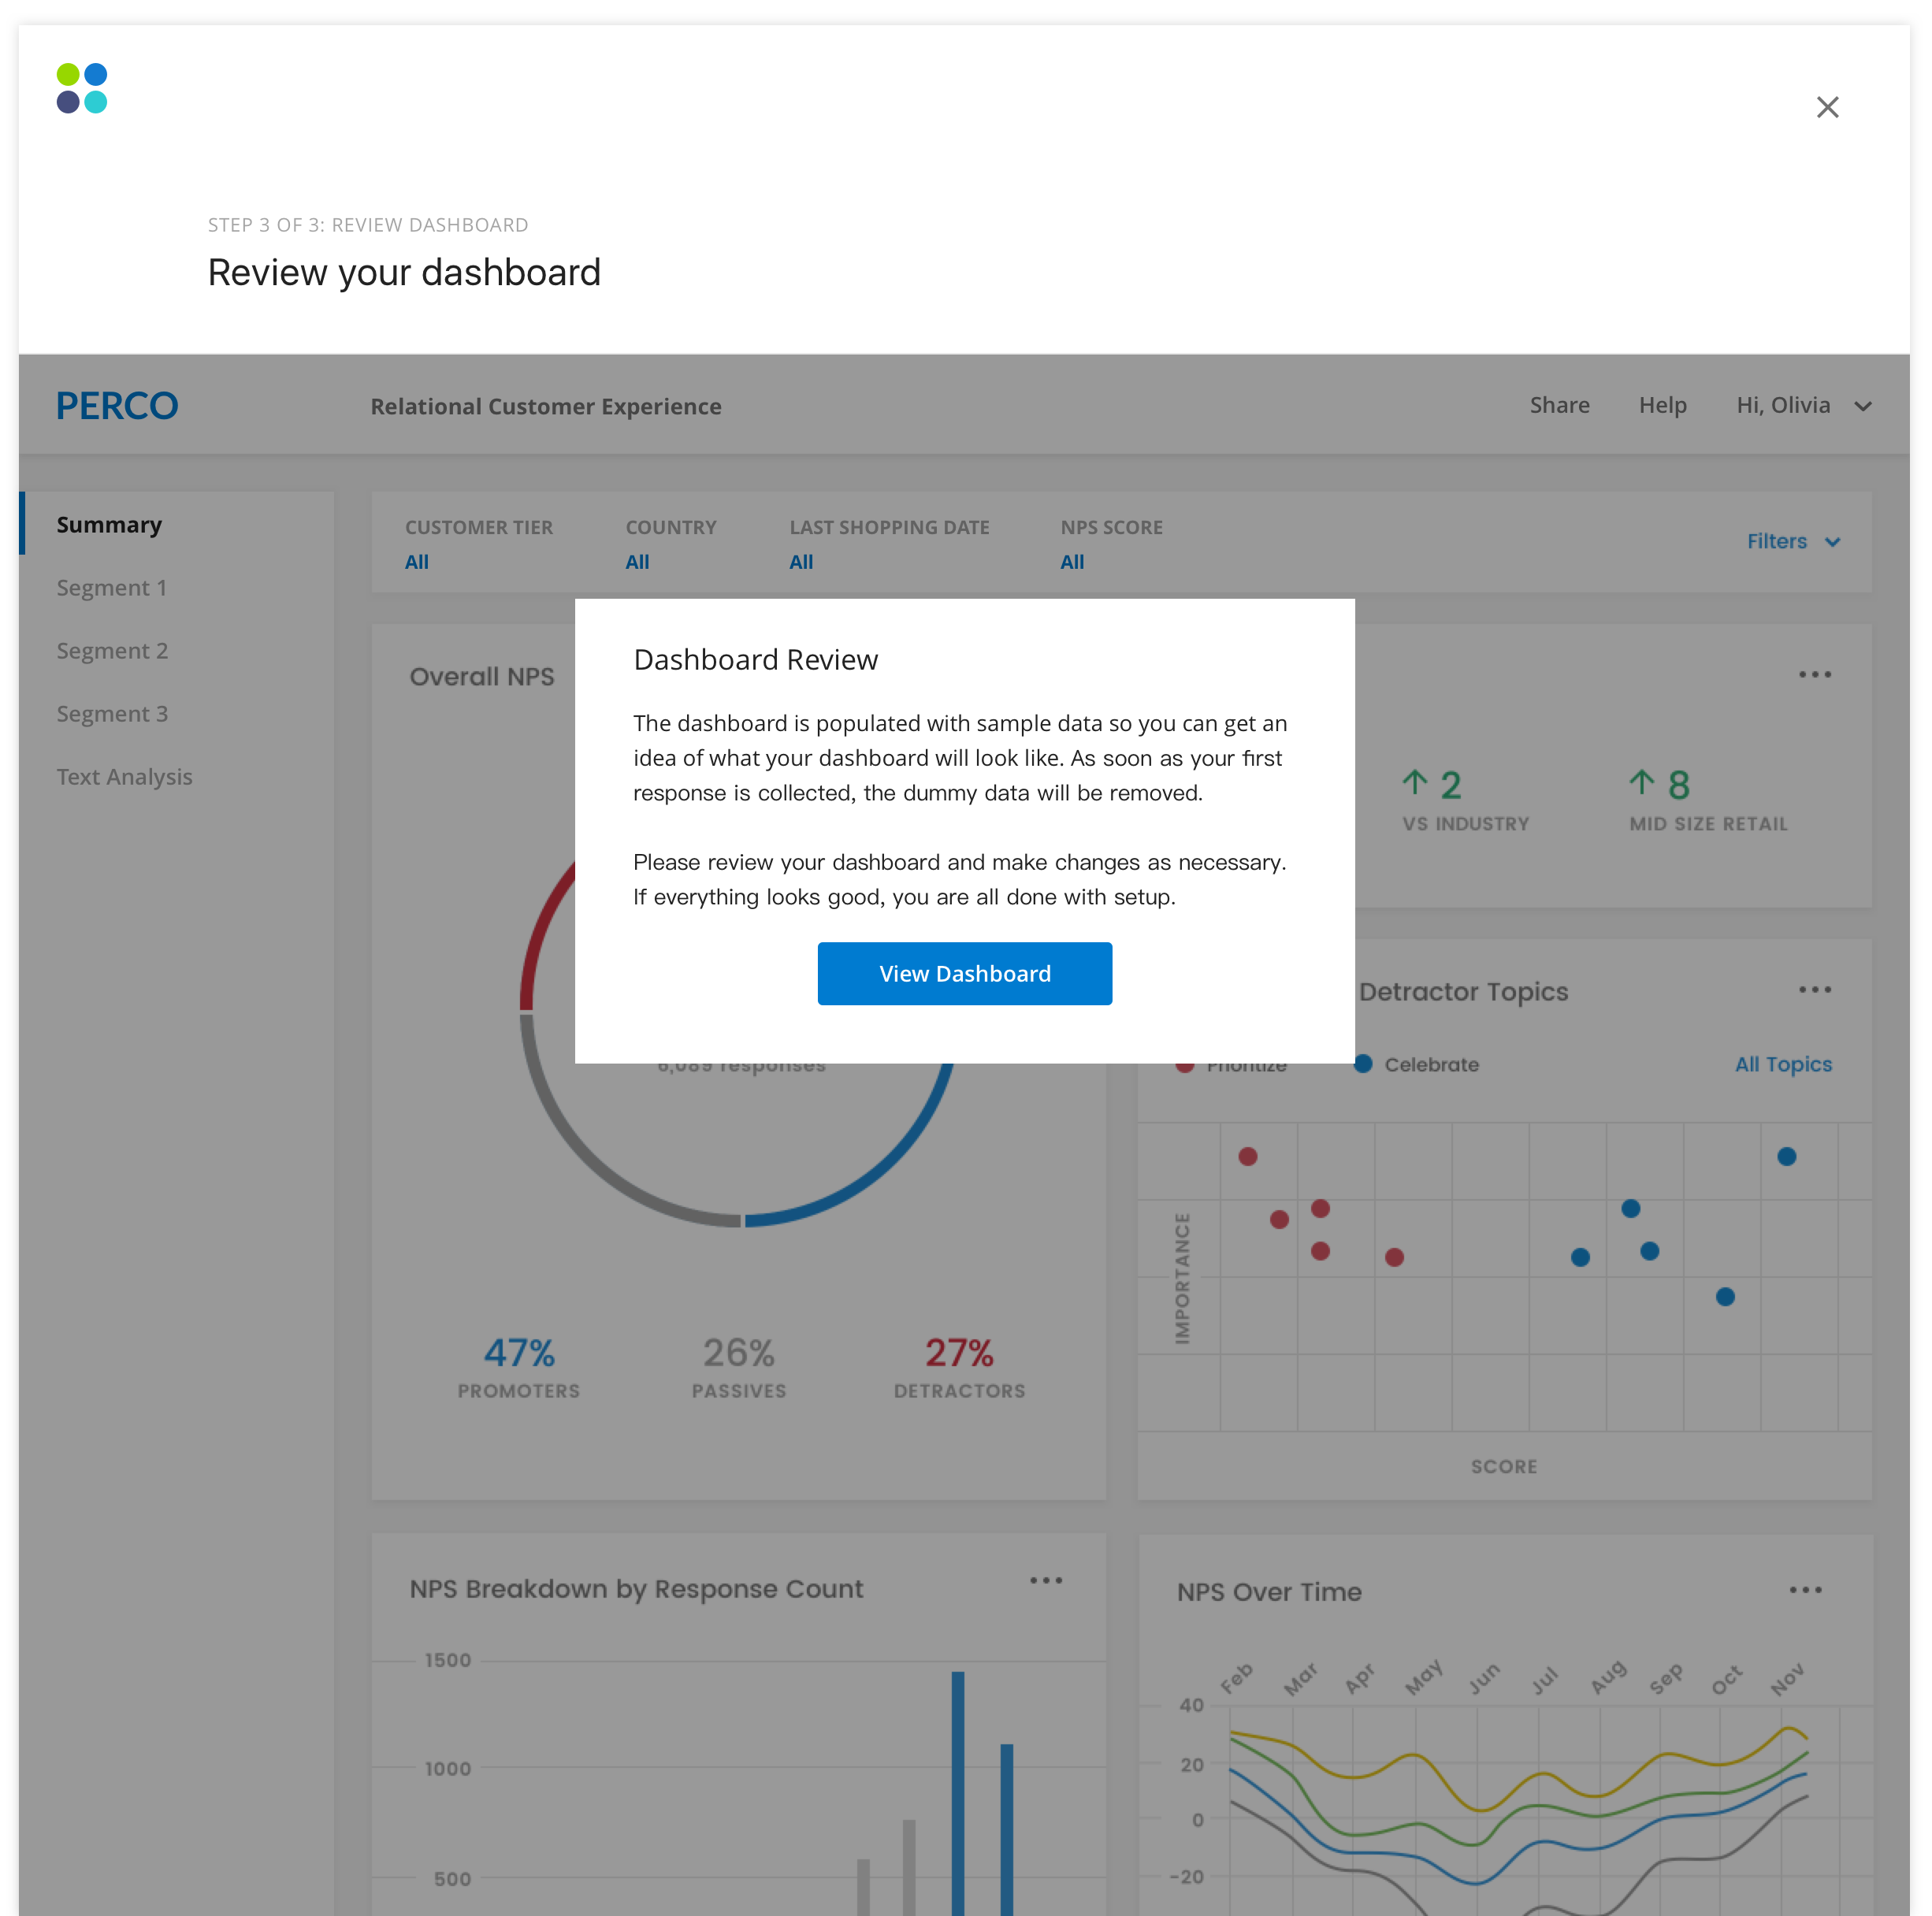 STEP 3 OF 3: REVIEW DASHBOARD
Review your dashboard
PERCO
Relational Customer Experience
Share
Help
Hi, Olivia
Summary
Segment 1
Segment 2
Segment 3
Text Analysis
CUSTOMER TIER
All
COUNTRY
All
LAST SHOPPING DATE
All
NPS SCORE
All
Filters
Overall NPS
Dashboard Review
The dashboard is populated with sample data so you can get an
idea of what your dashboard will look like. As soon as your first
response is collected, the dummy data will be removed.
Please review your dashboard and make changes as necessary.
If everything looks good, you are all done with setup.
View Dashboard
2
VS INDUSTRY
8
MID SIZE RETAIL
6,089 responses
47%
PROMOTERS
26%
PASSIVES
27%
DETRACTORS
Detractor Topics
Prioritize
Celebrate
All Topics
IMPORTANCE
SCORE
NPS Breakdown by Response Count
1500
1000
500
NPS Over Time
Feb
Mar
Apr
May
Jun
Jul
Aug
Sep
Oct
Nov
40
20
0
-20